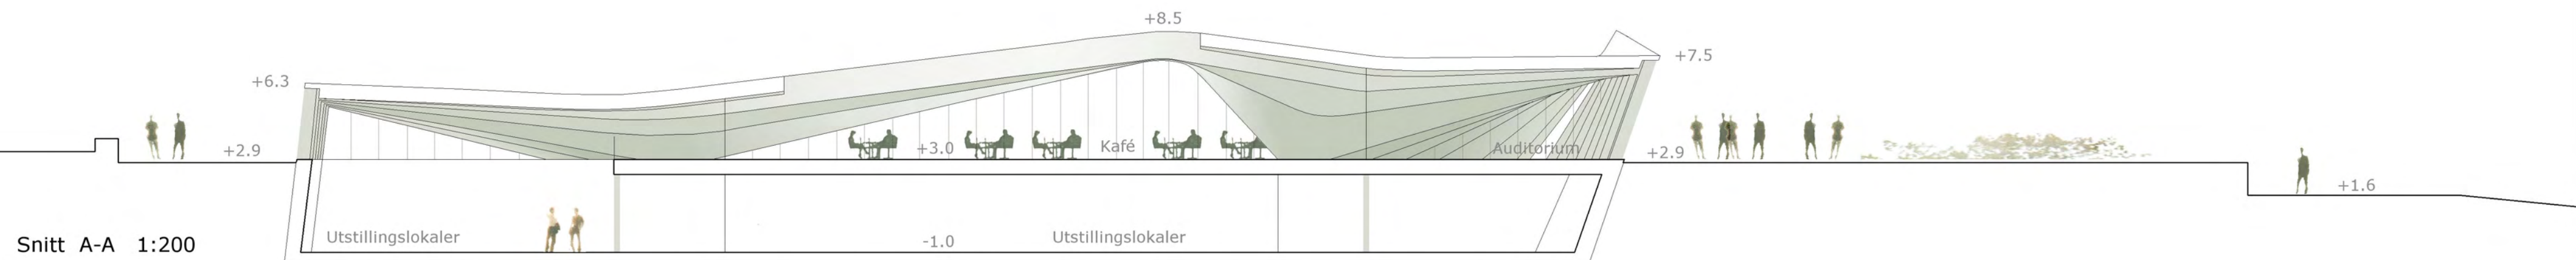 +8.5
+7.5
+6.3
+2.9
+3.0
Kafé
Auditorium
+2.9
+1.6
Utstillingslokaler
-1.0
Utstillingslokaler
Snitt A-A 1:200